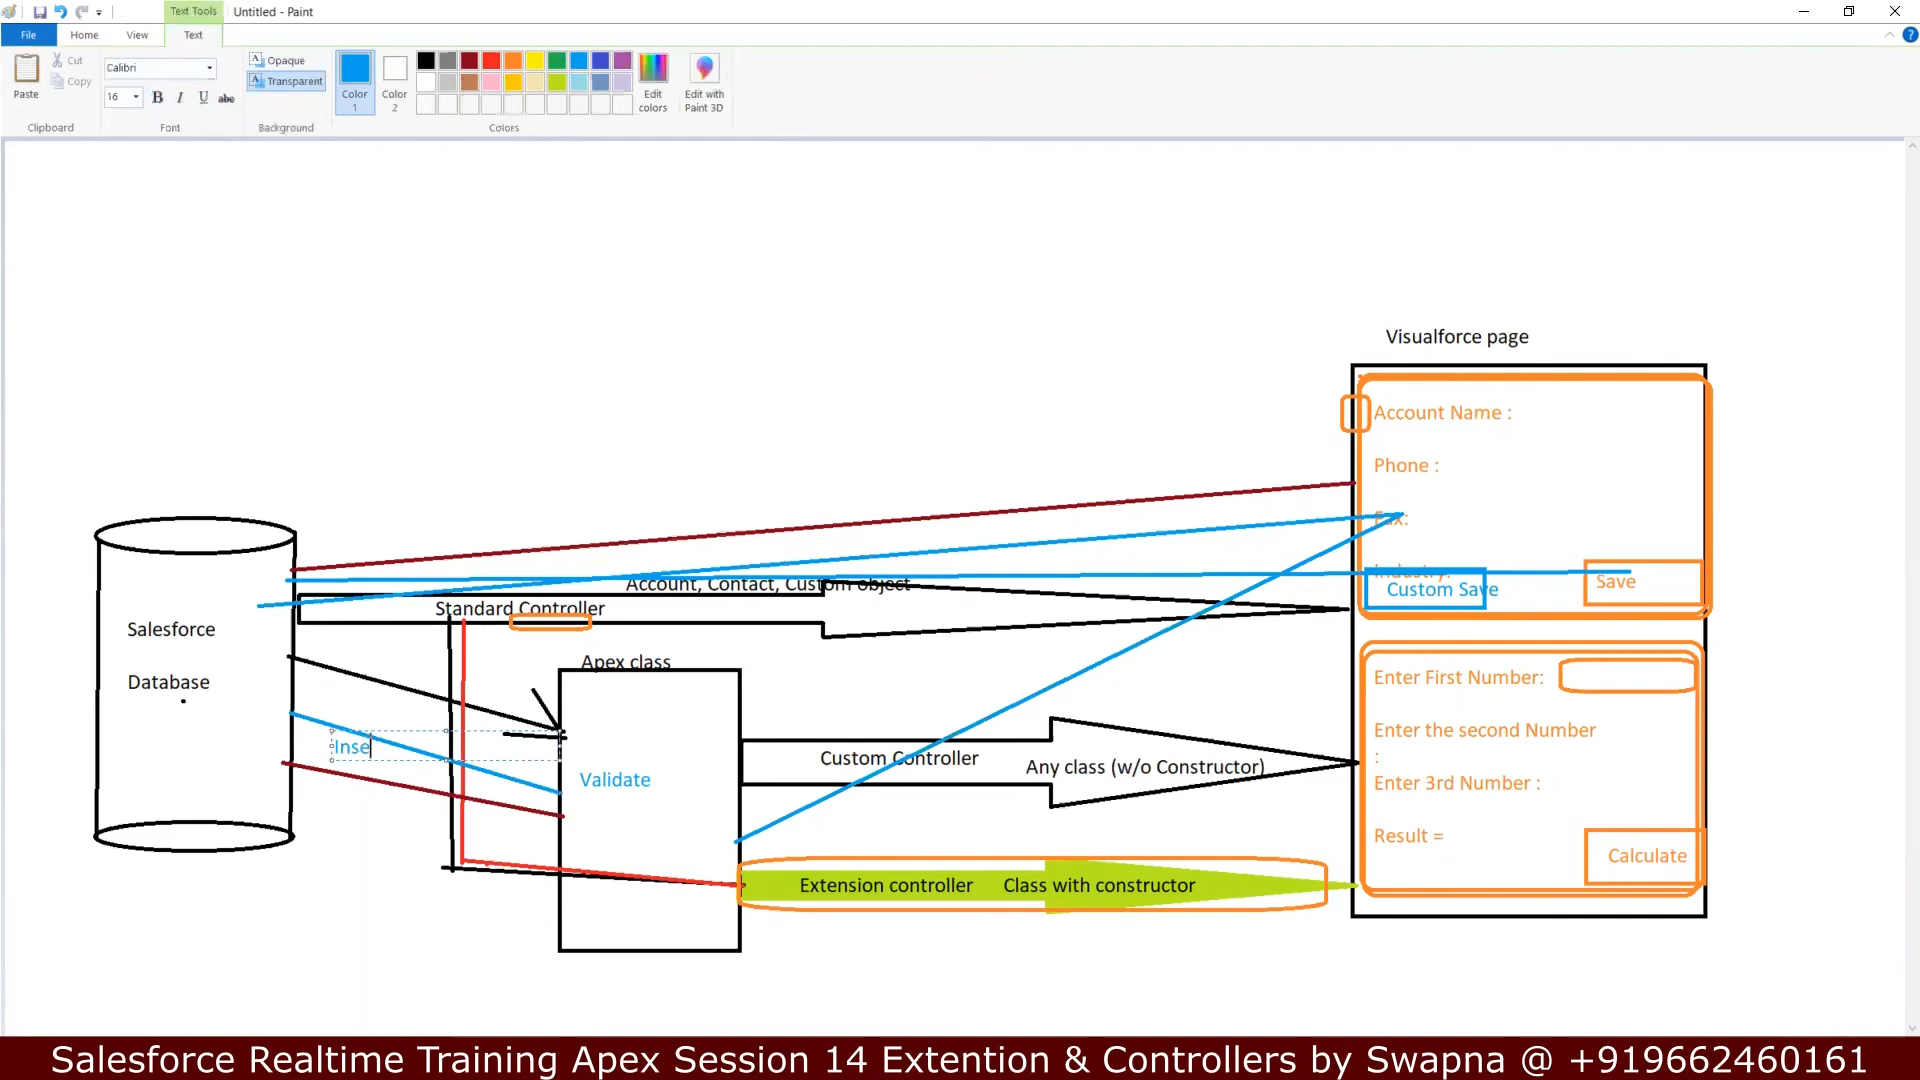 Text Tools
Untitled - Paint
File
Home
View
Text
Paste
Cut
Copy
Clipboard
Calibri
16
B I U abc
Font
Opaque
Transparent
Background
Color 1
Color 2
Edit colors
Edit with Paint 3D
Colors
Visualforce page
Account Name :
Phone :
Fax:
Industry:
Custom Save
Save
Account, Contact, Custom object
Standard Controller
Salesforce
Database
Apex class
Inse
Validate
Custom Controller
Any class (w/o Constructor)
Enter First Number:
Enter the second Number
:
Enter 3rd Number :
Result =
Calculate
Extension controller
Class with constructor
Salesforce Realtime Training Apex Session 14 Extention & Controllers by Swapna @ +919662460161